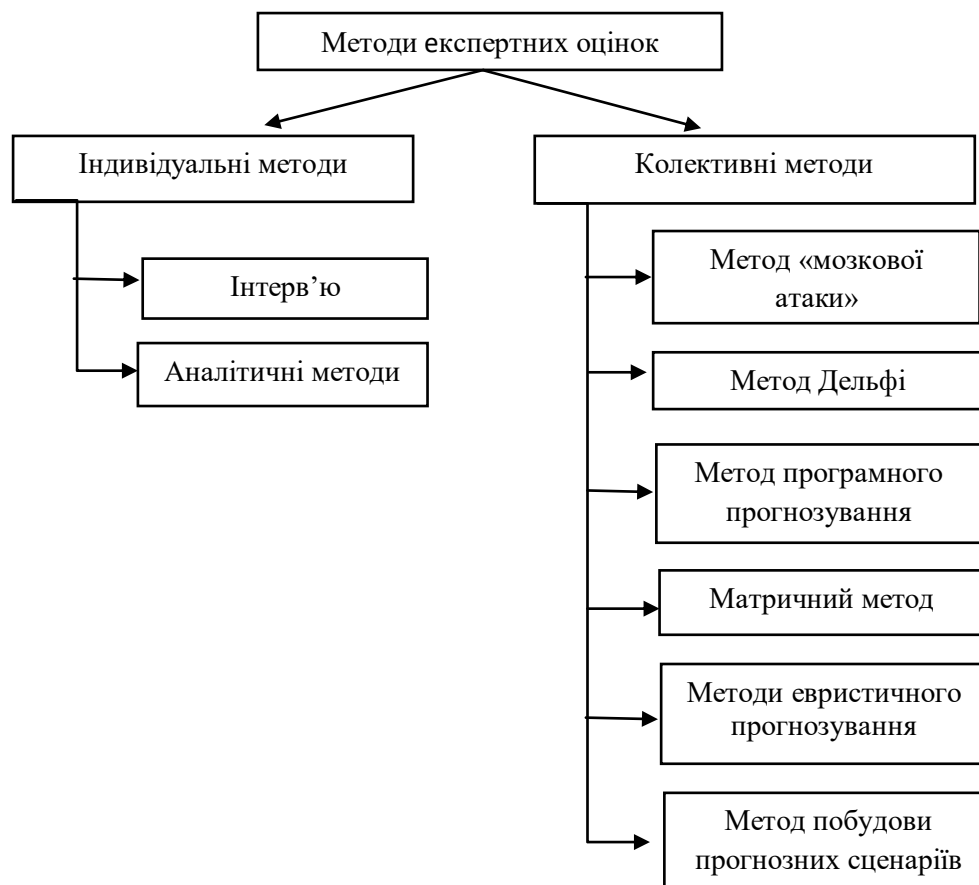 Методи експертних оцінок
Індивідуальні методи
Інтерв’ю
Аналітичні методи
Колективні методи
Метод «мозкової
атаки»
Метод Дельфі
Метод програмного
прогнозування
Матричний метод
Методи евристичного
прогнозування
Метод побудови
прогнозних сценаріїв